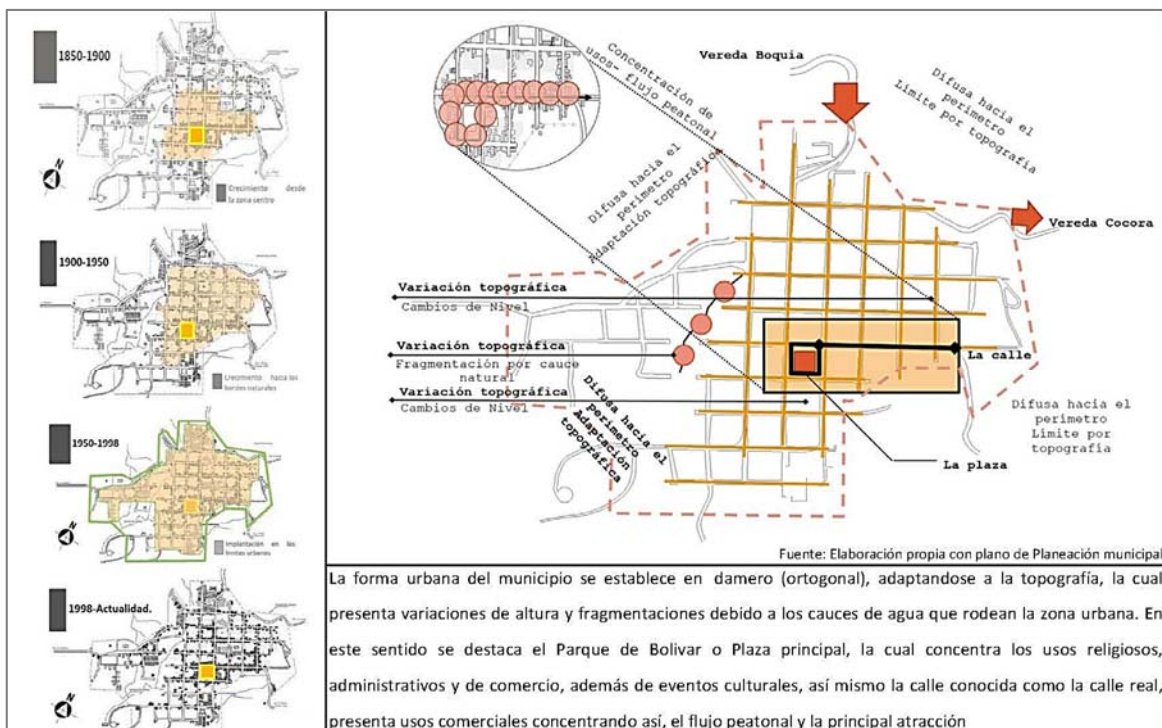 1850-1900
N
Crecimiento desde
la zona sentre
1900-1950
N
Crecimiento hacia los
bordes naturales
1950-1998
N
Implantación en los
limites urbenes
1998-Actualidad.
N
Concentración de
usos- flujo peatonal
Vereda Boquia
Difusa hacia el
perimetro
Limite por topografia
Vereda Cocora
Difusa hacia el
perimetro
Adaptación topográfica
Variación topográfica
Cambios de Nivel
Variación topográfica
Fragmentación por cauce
natural
Variación topográfica
Cambios de Nivel
Difusa hacia el
perimetro
Adaptación
topográfica
La calle
Difusa hacia el
perimetro
Limite por
topografia
La plaza
Fuente: Elaboración propia con plano de Planeación municipal
La forma urbana del municipio se establece en damero (ortogonal), adaptandose a la topografía, la cual
presenta variaciones de altura y fragmentaciones debido a los cauces de agua que rodean la zona urbana. En
este sentido se destaca el Parque de Bolivar o Plaza principal, la cual concentra los usos religiosos,
administrativos y de comercio, además de eventos culturales, así mismo la calle conocida como la calle real,
presenta usos comerciales concentrando así, el flujo peatonal y la principal atracción